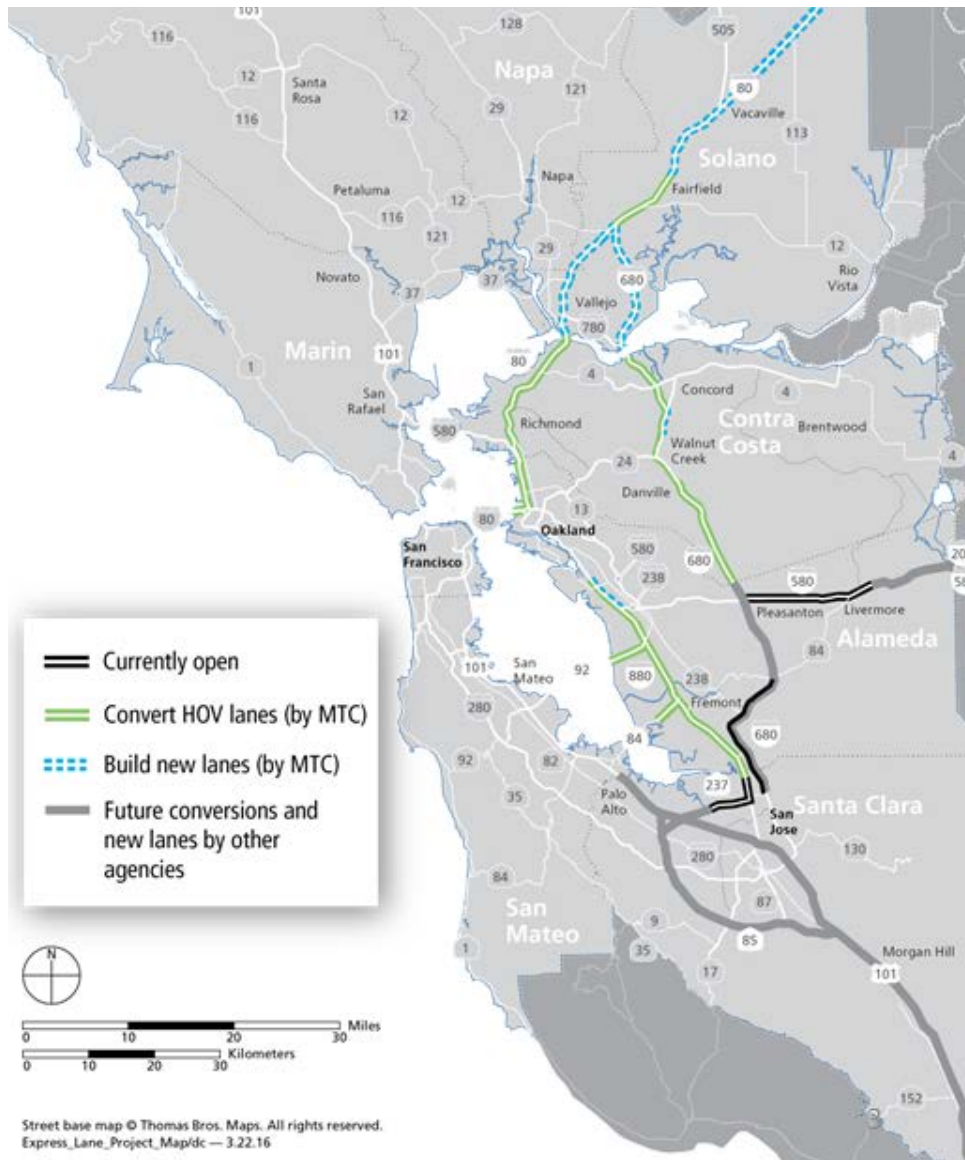 101
128
505
116
Napa
12
Santa
Rosa
121
80
29
Vacaville
116
12
113
Solano
Napa
Fairfield
Petaluma
12
116
121
29
12
Novato
680
Rio
Vista
37
37
Vallejo
780
Marin
101
80
1
4
Concord
4
San
Rafael
Contra
Costa
Richmond
Brentwood
580
Walnut
Creek
4
24
Danville
13
80
Oakland
San
Francisco
580
680
238
580
Pleasanton
Livermore
Alameda
84
Currently open
101
San
Mateo
92
880
238
Fremont
Convert HOV lanes (by MTC)
280
680
84
Build new lanes (by MTC)
92
82
237
Palo
Alto
Santa Clara
35
San
Jose
Future conversions and
new lanes by other
agencies
130
280
84
87
San
Mateo
9
85
1
35
17
Morgan Hill
101
N
Miles
0 10 20 30
Kilometers
0 10 20 30
152
Street base map © Thomas Bros. Maps. All rights reserved.
Express_Lane_Project_Map/dc — 3.22.16